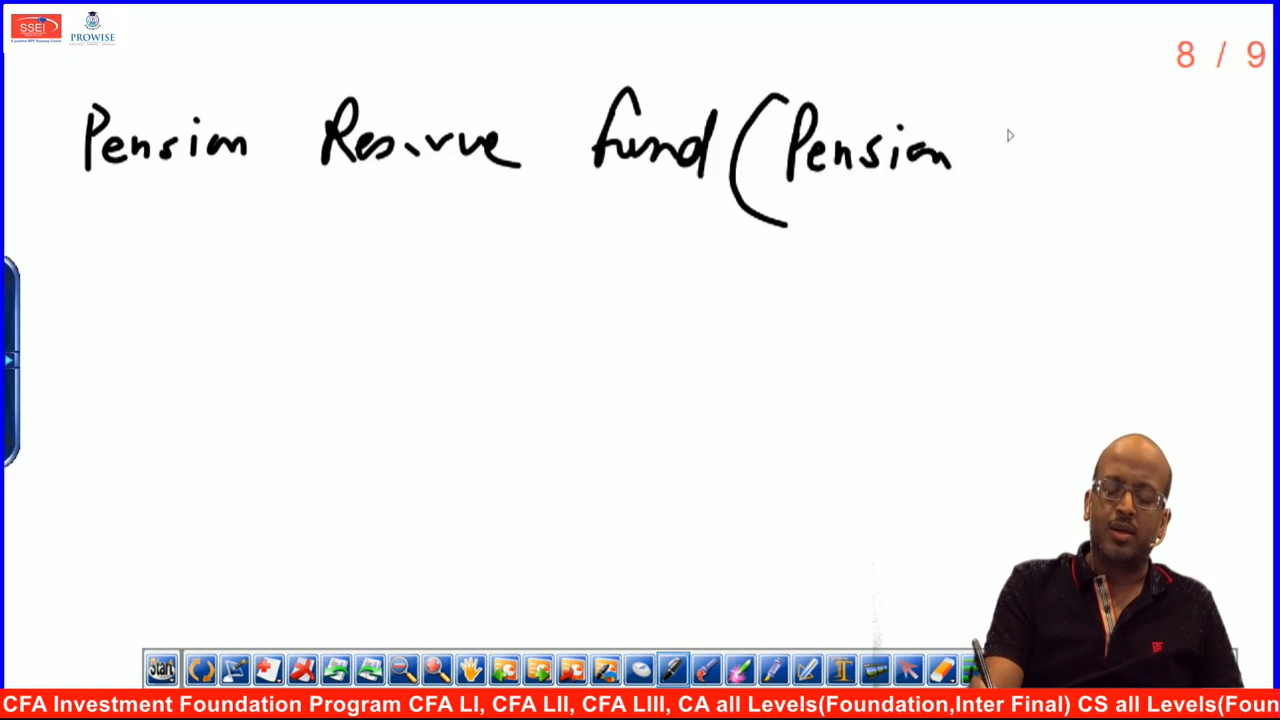 SSEI
PROWISE
8 / 9
Pension Reserve Fund (Pension
Start
CFA Investment Foundation Program CFA LI, CFA LII, CFA LIII, CA all Levels(Foundation,Inter Final) CS all Levels(Foun